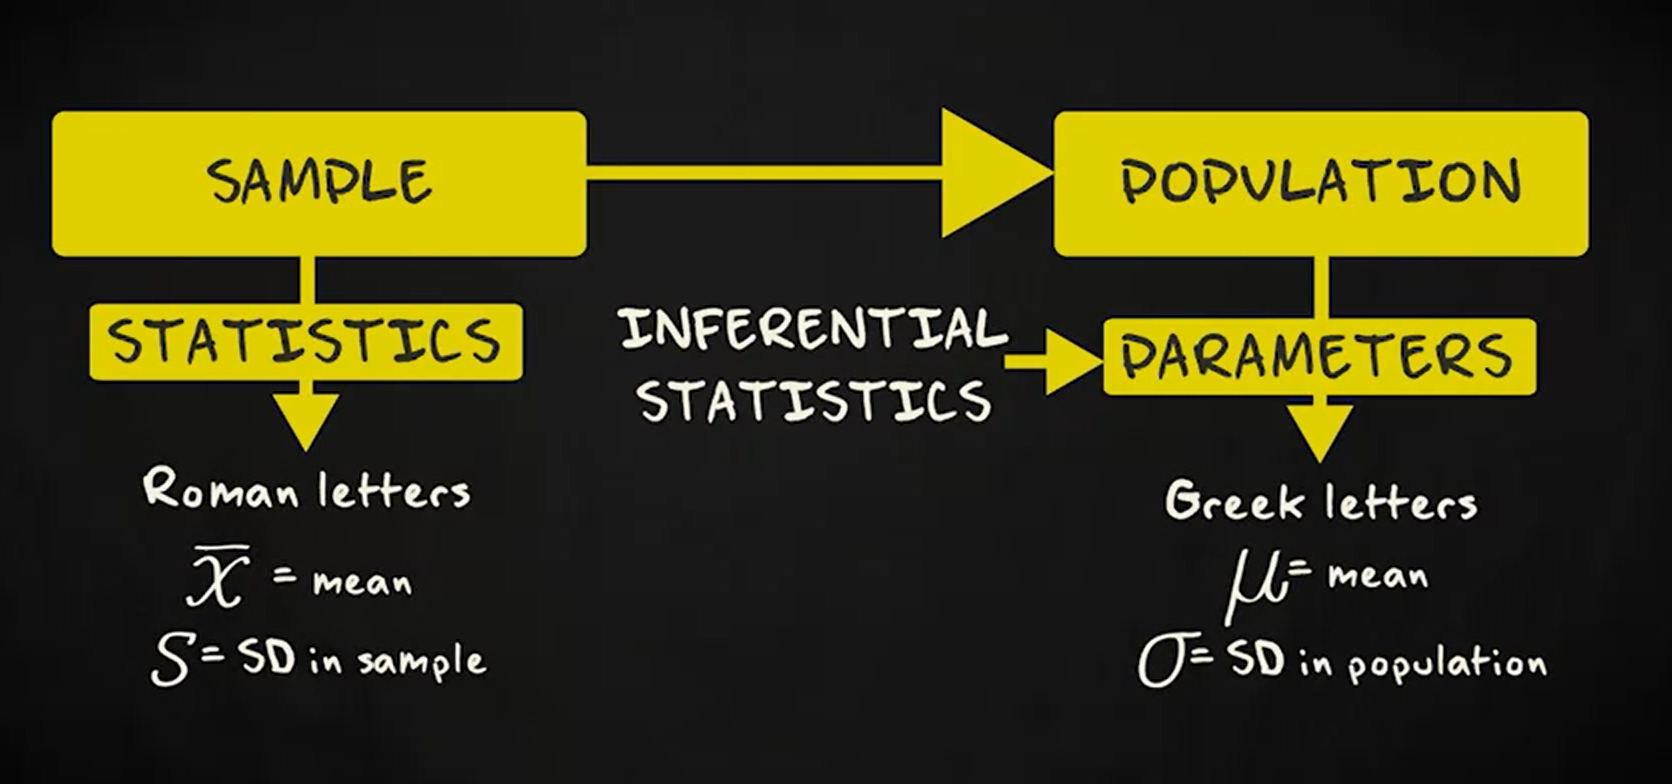 SAMPLE
POPULATION
STATISTICS
INFERENTIAL
STATISTICS
PARAMETERS
Roman letters
x̄ = mean
S = SD in sample
Greek letters
μ = mean
σ = SD in population